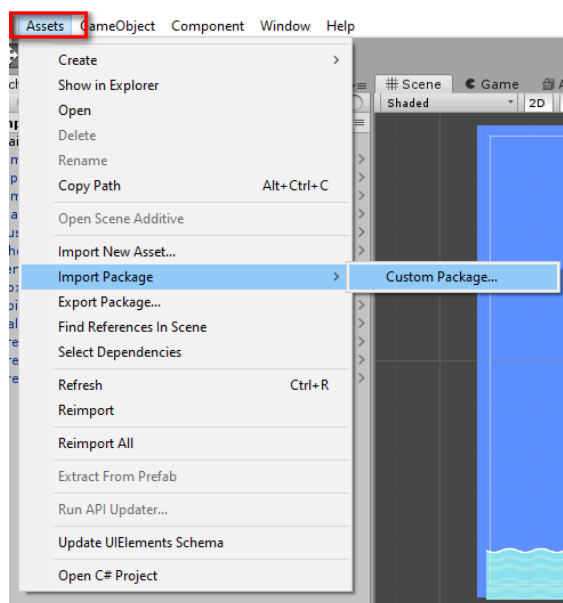 Assets GameObject Component Window Help
Create
Show in Explorer
Open
Delete
Rename
Copy Path Alt+Ctrl+C
Open Scene Additive
Import New Asset...
Import Package
Custom Package...
Export Package...
Find References In Scene
Select Dependencies
Refresh Ctrl+R
Reimport
Reimport All
Extract From Prefab
Run API Updater...
Update UIElements Schema
Open C# Project
Scene Game
Shaded 2D